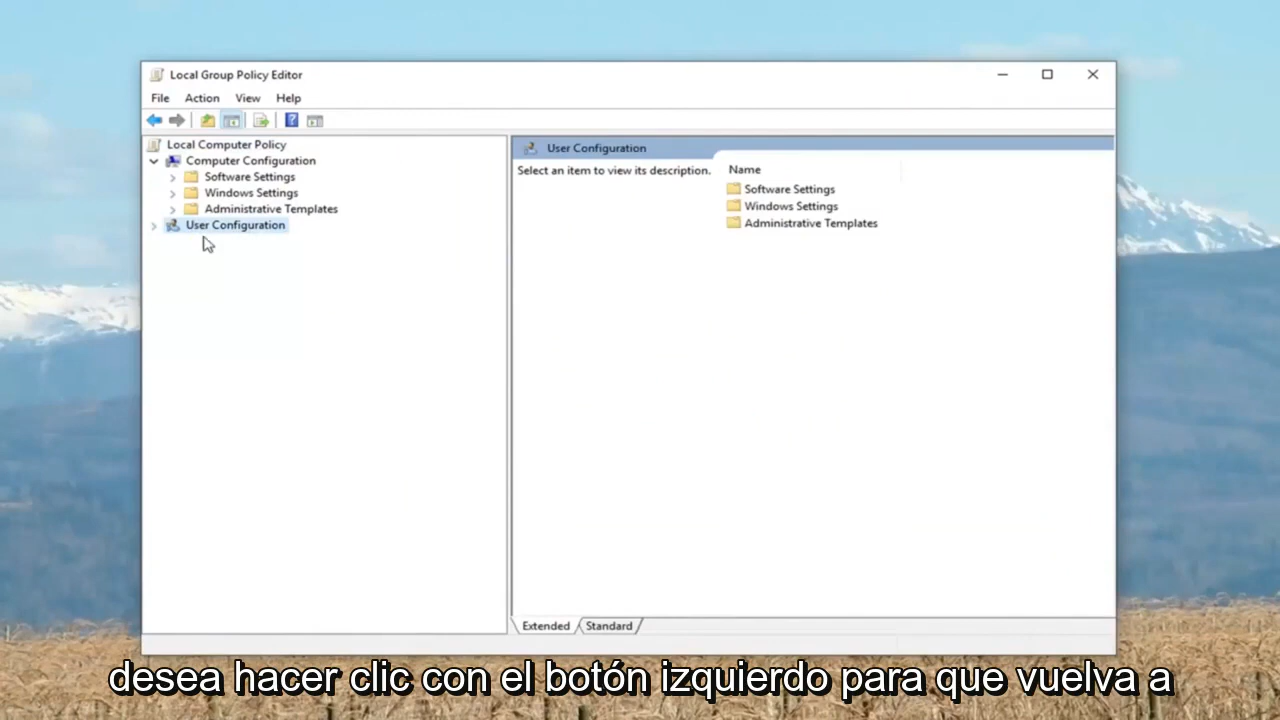 Local Group Policy Editor
File Action View Help
Local Computer Policy
Computer Configuration
Software Settings
Windows Settings
Administrative Templates
User Configuration
User Configuration
Select an item to view its description.
Name
Software Settings
Windows Settings
Administrative Templates
Extended Standard
desea hacer clic con el botón izquierdo para que vuelva a